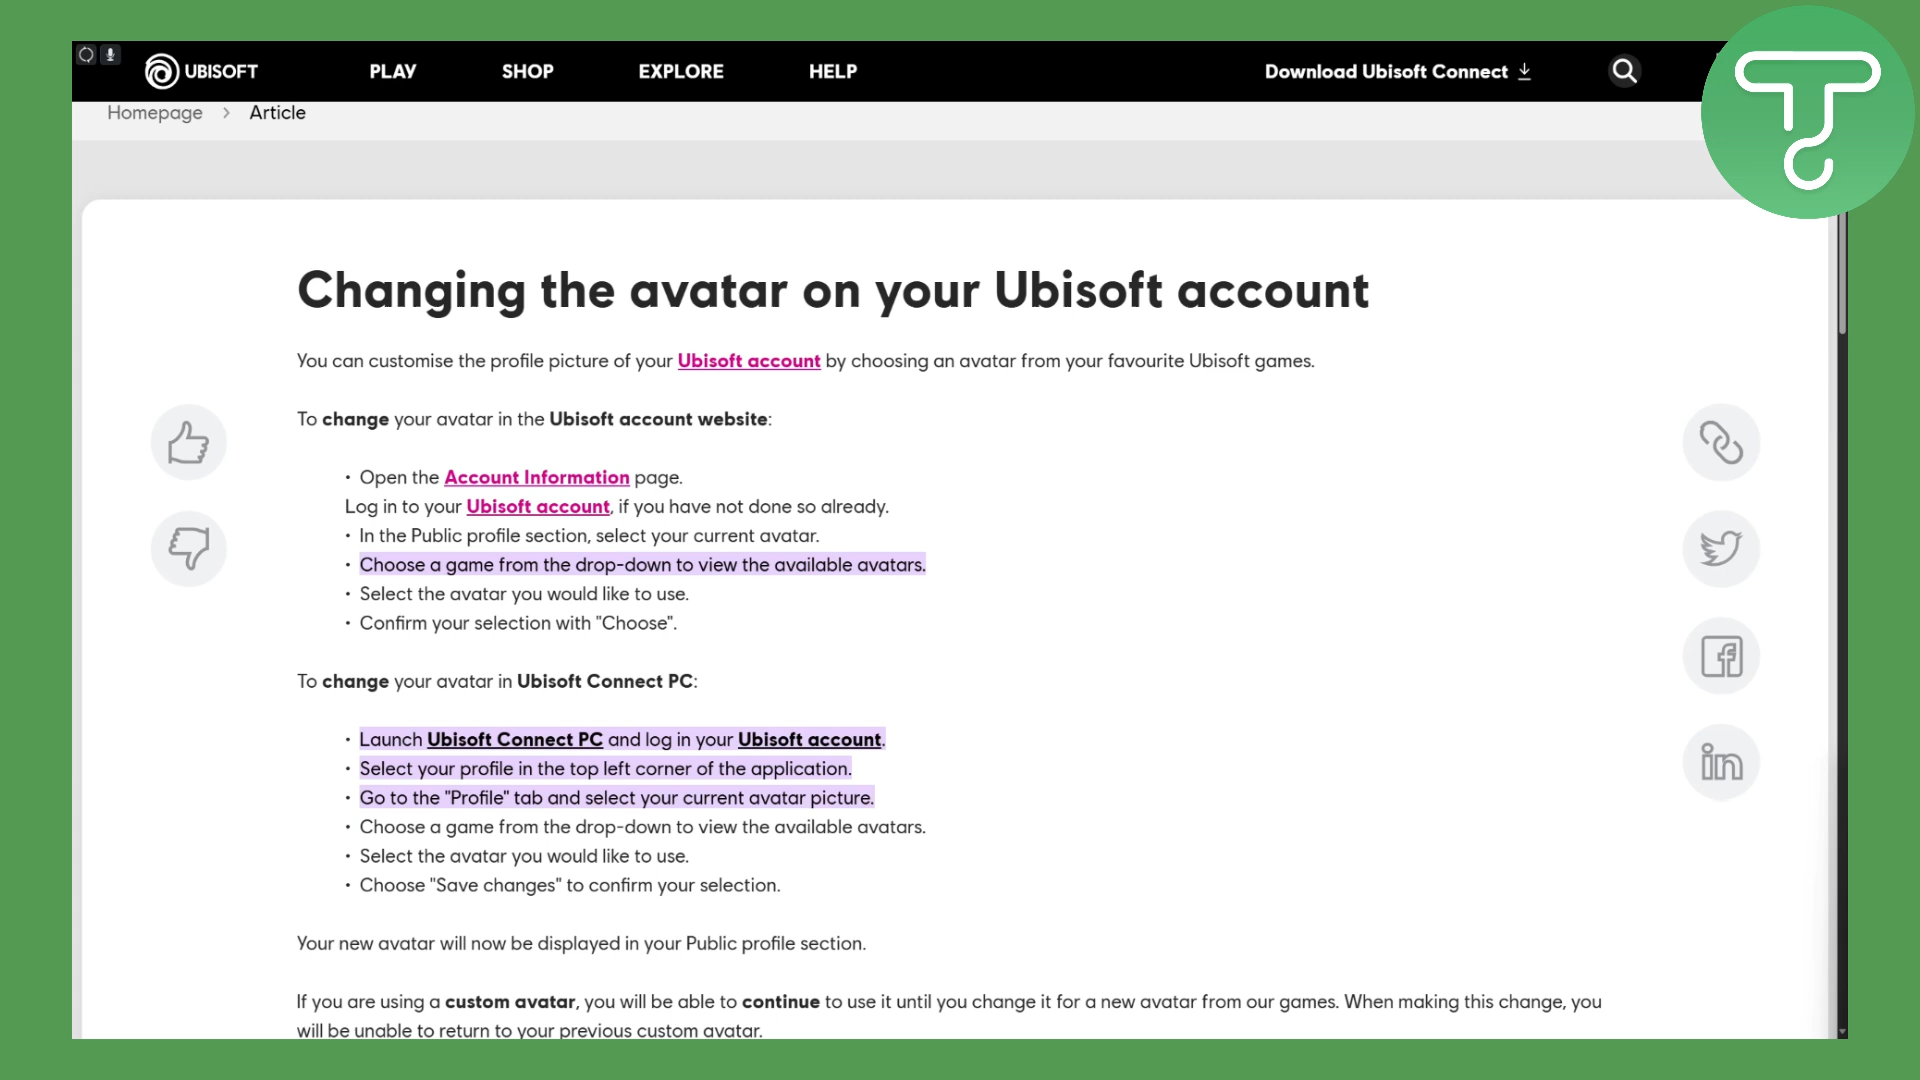 UBISOFT
PLAY
SHOP
EXPLORE
HELP
Download Ubisoft Connect
Homepage > Article
Changing the avatar on your Ubisoft account
You can customise the profile picture of your Ubisoft account by choosing an avatar from your favourite Ubisoft games.
To change your avatar in the Ubisoft account website:
• Open the Account Information page.
Log in to your Ubisoft account, if you have not done so already.
• In the Public profile section, select your current avatar.
• Choose a game from the drop-down to view the available avatars.
• Select the avatar you would like to use.
• Confirm your selection with "Choose".
To change your avatar in Ubisoft Connect PC:
• Launch Ubisoft Connect PC and log in your Ubisoft account.
• Select your profile in the top left corner of the application.
• Go to the "Profile" tab and select your current avatar picture.
• Choose a game from the drop-down to view the available avatars.
• Select the avatar you would like to use.
• Choose "Save changes" to confirm your selection.
Your new avatar will now be displayed in your Public profile section.
If you are using a custom avatar, you will be able to continue to use it until you change it for a new avatar from our games. When making this change, you
will be unable to return to your previous custom avatar.